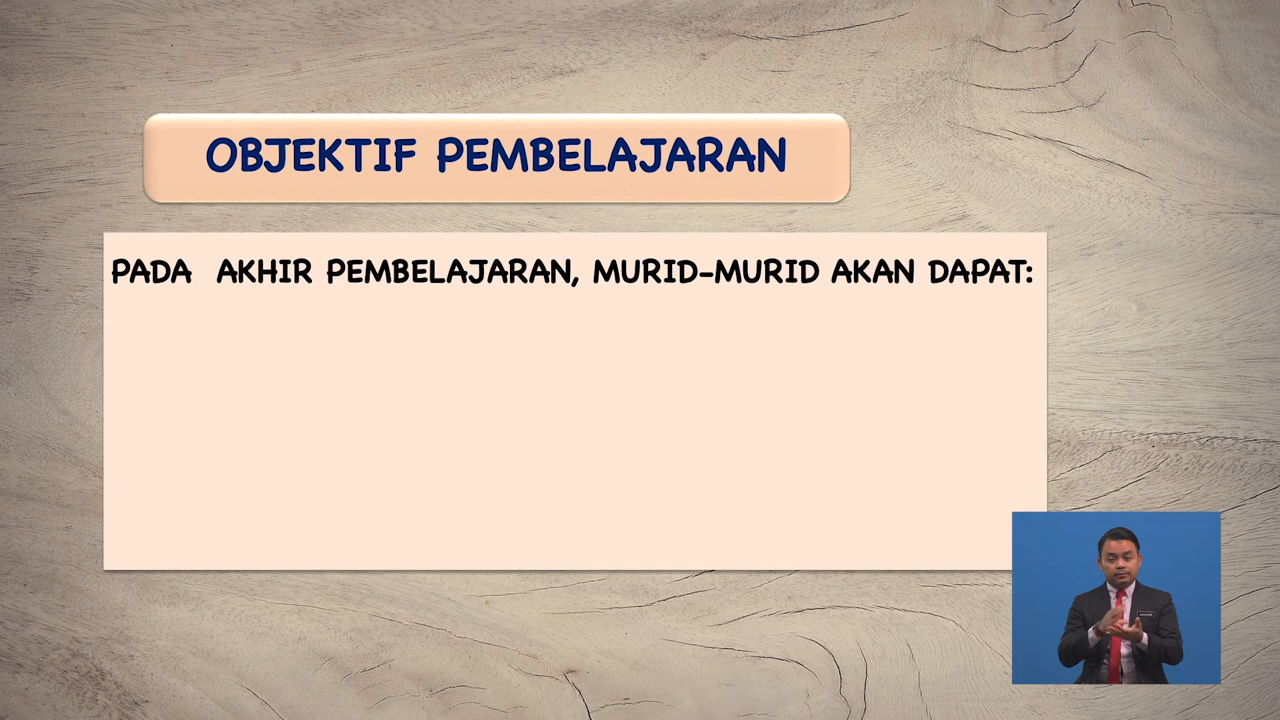 OBJEKTIF PEMBELAJARAN
PADA AKHIR PEMBELAJARAN, MURID-MURID AKAN DAPAT: